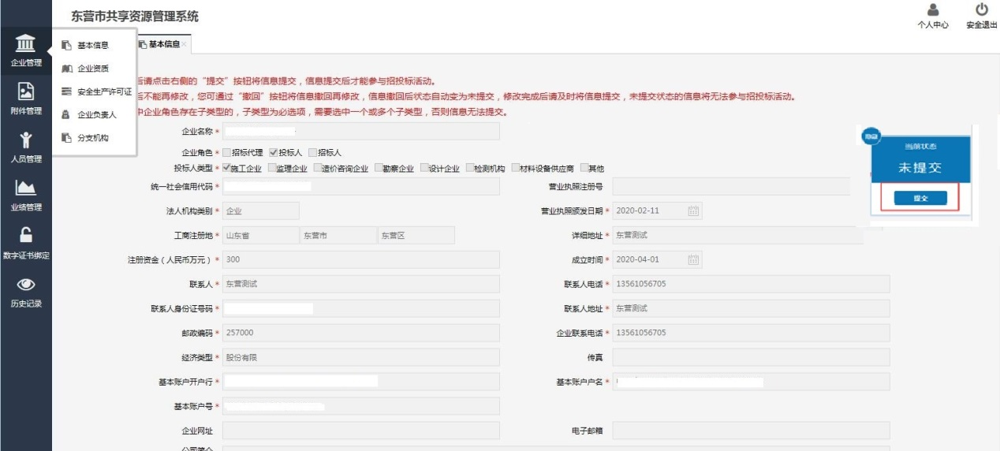 东营市共享资源管理系统
个人中心 安全退出
企业管理
附件管理
人员管理
业绩管理
数字证书绑定
历史记录
基本信息
企业资质
安全生产许可证
企业负责人
分支机构
基本信息
后请点击右侧的“提交”按钮将信息提交，信息提交后才能参与招投标活动。
后不能再修改，您可通过“撤回”按钮将信息撤回再修改，信息撤回后状态自动变为未提交，修改完成后请及时将信息提交，未提交状态的信息将无法参与招投标活动。
中企业角色存在子类型的，子类型为必选项，需要选中一个或多个子类型，否则信息无法提交。
当前状态
未提交
提交
企业名称 *
企业角色 * 招标代理 投标人 招标人
投标人类型 * 施工企业 监理企业 造价咨询企业 勘察企业 设计企业 检测机构 材料设备供应商 其他
统一社会信用代码 * 营业执照注册号
法人机构类别 * 企业 营业执照颁发日期 * 2020-02-11
工商注册地 * 山东省 东营市 东营区 详细地址 * 东营测试
注册资金（人民币万元） * 300 成立时间 * 2020-04-01
联系人 * 东营测试 联系人电话 * 13561056705
联系人身份证号码 * 联系人地址 * 东营测试
邮政编码 * 257000 企业联系电话 * 13561056705
经济类型 * 股份有限 传真
基本账户开户行 * 基本账户户名 *
基本账户号 *
企业网址 电子邮箱
公司简介